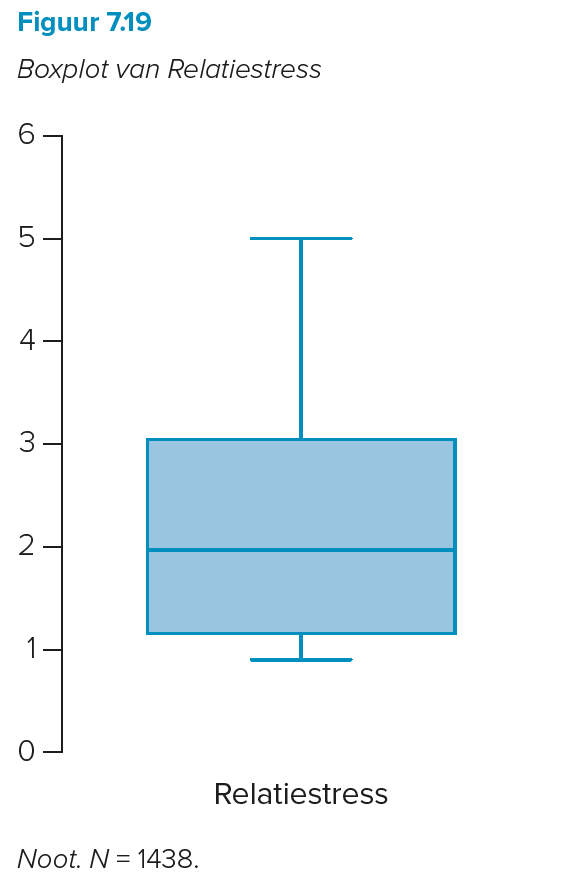 Figuur 7.19
Boxplot van Relatiestress
6
5
4
3
2
1
0
Relatiestress
Noot. N = 1438.